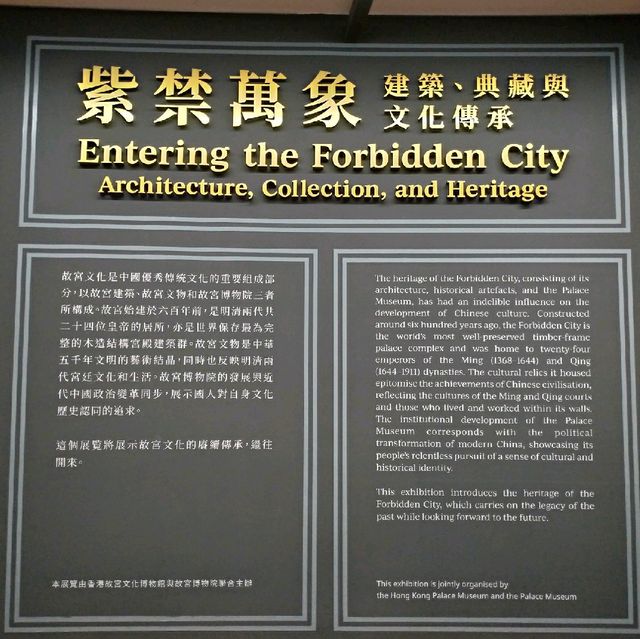 紫禁萬象 建築、典藏與
文化傳承
Entering the Forbidden City
Architecture, Collection, and Heritage
故宮文化是中國優秀傳統文化的重要組成部
分，以故宮建築、故宮文物和故宮博物院三者
所構成。故宮始建於六百年前，是明清兩代共
二十四位皇帝的居所，亦是世界保存最為完
整的木造結構宮殿建築群。故宮文物是中華
五千年文明的藝術結晶，同時也反映明清兩
代宮廷文化和生活。故宮博物院的發展與近
代中國政治變革同步，展示國人對自身文化
歷史認同的追求。
這個展覽將展示故宮文化的賡續傳承，繼往
開來。
本展覽由香港故宮文化博物館與故宮博物院聯合主辦
The heritage of the Forbidden City, consisting of its
architecture, historical artefacts, and the Palace
Museum, has had an indelible influence on the
development of Chinese culture. Constructed
around six hundred years ago, the Forbidden City is
the world's most well-preserved timber-frame
palace complex and was home to twenty-four
emperors of the Ming (1368–1644) and Qing
(1644–1911) dynasties. The cultural relics it housed
epitomise the achievements of Chinese civilisation,
reflecting the cultures of the Ming and Qing courts
and those who lived and worked within its walls.
The institutional development of the Palace
Museum corresponds with the political
transformation of modern China, showcasing its
people's relentless pursuit of a sense of cultural and
historical identity.
This exhibition introduces the heritage of the
Forbidden City, which carries on the legacy of the
past while looking forward to the future.
This exhibition is jointly organised by
the Hong Kong Palace Museum and the Palace Museum